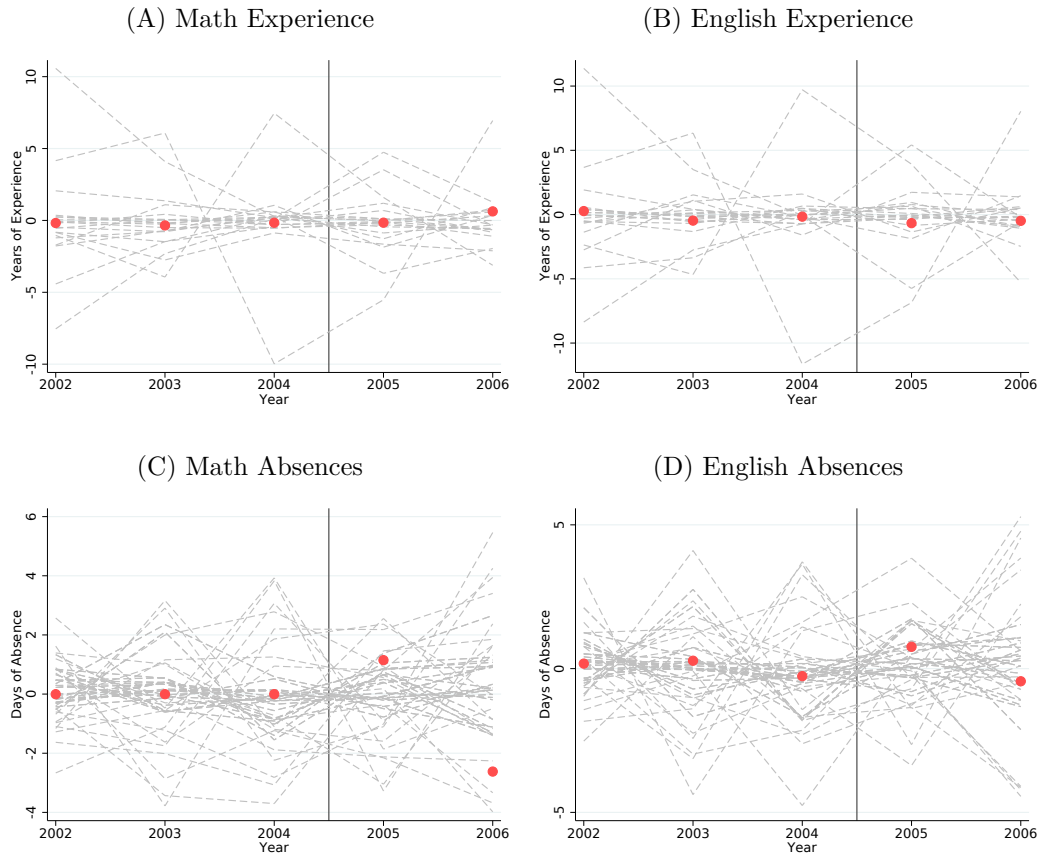 (A) Math Experience
Years of Experience
10
5
0
-5
-10
2002 2003 2004 2005 2006
Year
(B) English Experience
Years of Experience
10
5
0
-5
-10
2002 2003 2004 2005 2006
Year
(C) Math Absences
Days of Absence
6
4
2
0
-2
-4
2002 2003 2004 2005 2006
Year
(D) English Absences
Days of Absence
5
0
-5
2002 2003 2004 2005 2006
Year